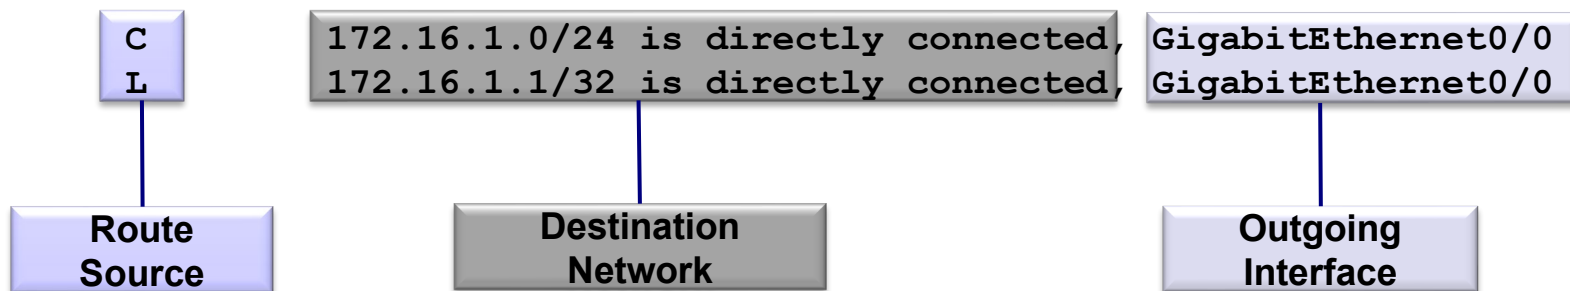 C 172.16.1.0/24 is directly connected, GigabitEthernet0/0
L 172.16.1.1/32 is directly connected, GigabitEthernet0/0
Route
Source
Destination
Network
Outgoing
Interface